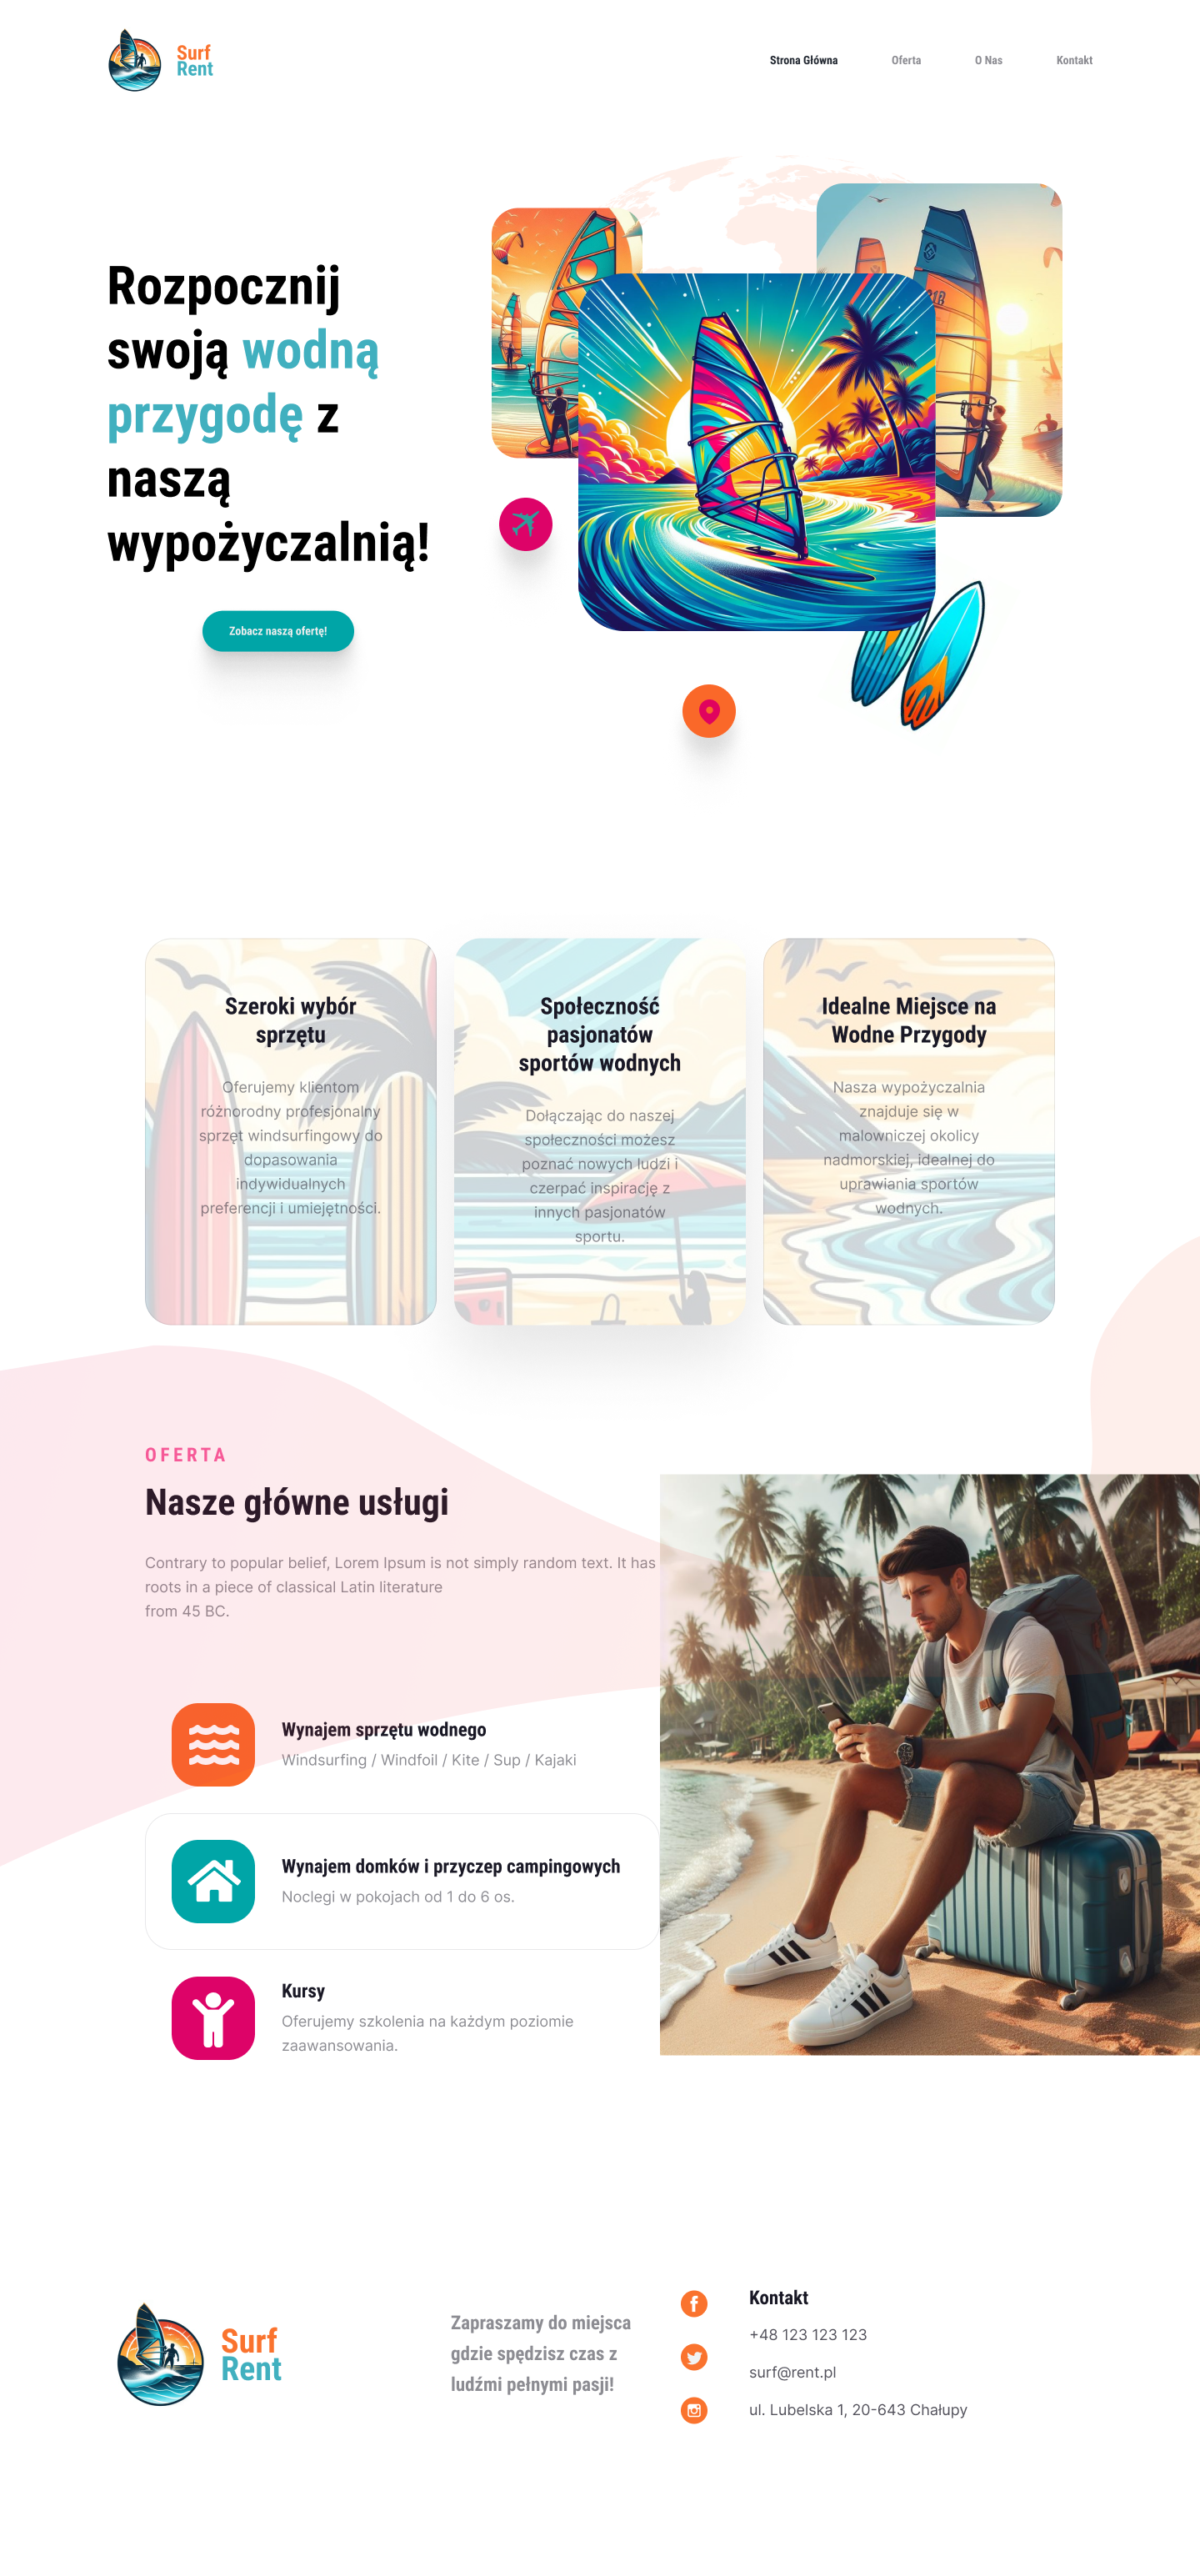 Surf
Rent
Strona Główna
Oferta
O Nas
Kontakt
Rozpocznij
swoją wodną
przygodę z
naszą
wypożyczalnią!
Zobacz naszą ofertę!
Szeroki wybór
sprzętu
Oferujemy klientom
różnorodny profesjonalny
sprzęt windsurfingowy do
dopasowania
indywidualnych
preferencji i umiejętności.
Społeczność
pasjonatów
sportów wodnych
Dołączając do naszej
społeczności możesz
poznać nowych ludzi i
czerpać inspirację z
innych pasjonatów
sportu.
Idealne Miejsce na
Wodne Przygody
Nasza wypożyczalnia
znajduje się w
malowniczej okolicy
nadmorskiej, idealnej do
uprawiania sportów
wodnych.
OFERTA
Nasze główne usługi
Contrary to popular belief, Lorem Ipsum is not simply random text. It has
roots in a piece of classical Latin literature
from 45 BC.
Wynajem sprzętu wodnego
Windsurfing / Windfoil / Kite / Sup / Kajaki
Wynajem domków i przyczep campingowych
Noclegi w pokojach od 1 do 6 os.
Kursy
Oferujemy szkolenia na każdym poziomie
zaawansowania.
Surf
Rent
Zapraszamy do miejsca
gdzie spędzisz czas z
ludźmi pełnymi pasji!
Kontakt
+48 123 123 123
surf@rent.pl
ul. Lubelska 1, 20-643 Chałupy